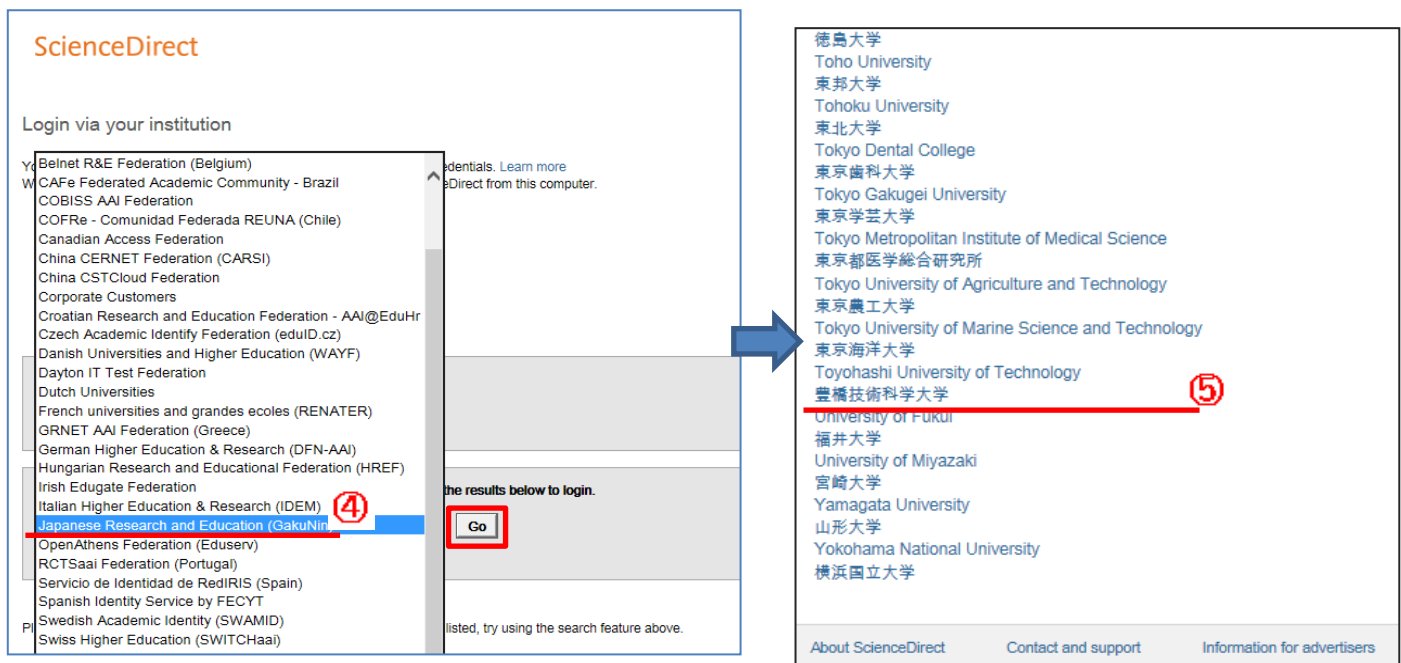 ScienceDirect
Login via your institution
edentials. Learn more
eDirect from this computer.
Belnet R&E Federation (Belgium)
CAFe Federated Academic Community - Brazil
COBISS AAI Federation
COFRe - Comunidad Federada REUNA (Chile)
Canadian Access Federation
China CERNET Federation (CARSI)
China CSTCloud Federation
Corporate Customers
Croatian Research and Education Federation - AAI@EduHr
Czech Academic Identify Federation (eduID.cz)
Danish Universities and Higher Education (WAYF)
Dayton IT Test Federation
Dutch Universities
French universities and grandes ecoles (RENATER)
GRNET AAI Federation (Greece)
German Higher Education & Research (DFN-AAI)
Hungarian Research and Educational Federation (HREF)
Irish Edugate Federation
Italian Higher Education & Research (IDEM)
④
Japanese Research and Education (GakuNin)
OpenAthens Federation (Eduserv)
RCTSaai Federation (Portugal)
Servicio de Identidad de RedIRIS (Spain)
Spanish Identity Service by FECYT
Swedish Academic Identity (SWAMID)
Swiss Higher Education (SWITCHaai)
the results below to login.
Go
listed, try using the search feature above.
徳島大学
Toho University
東邦大学
Tohoku University
東北大学
Tokyo Dental College
東京歯科大学
Tokyo Gakugei University
東京学芸大学
Tokyo Metropolitan Institute of Medical Science
東京都医学総合研究所
Tokyo University of Agriculture and Technology
東京農工大学
Tokyo University of Marine Science and Technology
東京海洋大学
Toyohashi University of Technology
豊橋技術科学大学
⑤
University of Fukui
福井大学
University of Miyazaki
宮崎大学
Yamagata University
山形大学
Yokohama National University
横浜国立大学
About ScienceDirect
Contact and support
Information for advertisers